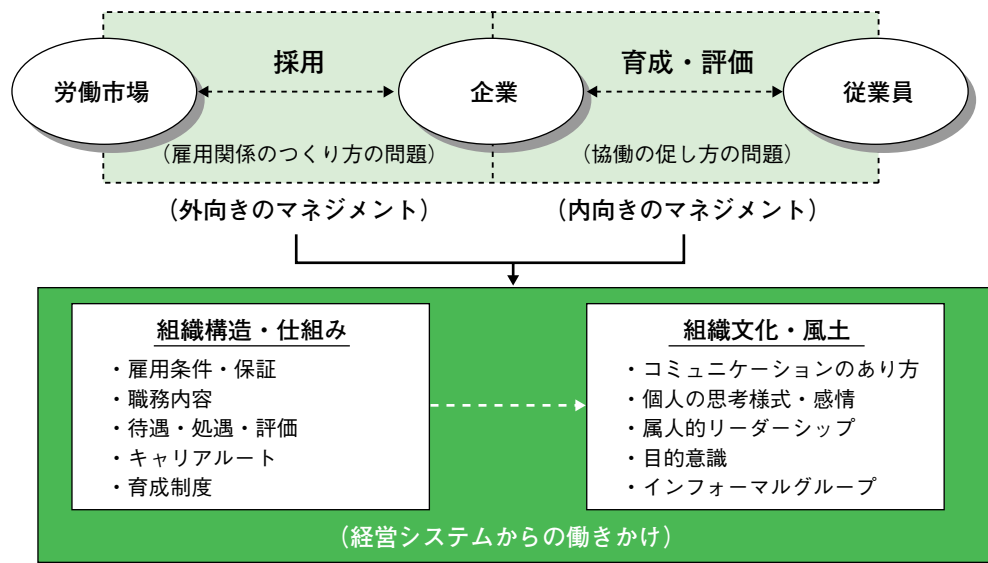 採用
育成・評価
労働市場
企業
従業員
（雇用関係のつくり方の問題）
（協働の促し方の問題）
（外向きのマネジメント）
（内向きのマネジメント）
組織構造・仕組み
・雇用条件・保証
・職務内容
・待遇・処遇・評価
・キャリアルート
・育成制度
組織文化・風土
・コミュニケーションのあり方
・個人の思考様式・感情
・属人的リーダーシップ
・目的意識
・インフォーマルグループ
（経営システムからの働きかけ）